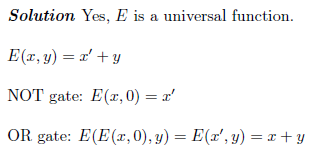 Solution Yes, E is a universal function.
E(x, y) = x′ + y
NOT gate: E(x, 0) = x′
OR gate: E(E(x, 0), y) = E(x′, y) = x + y